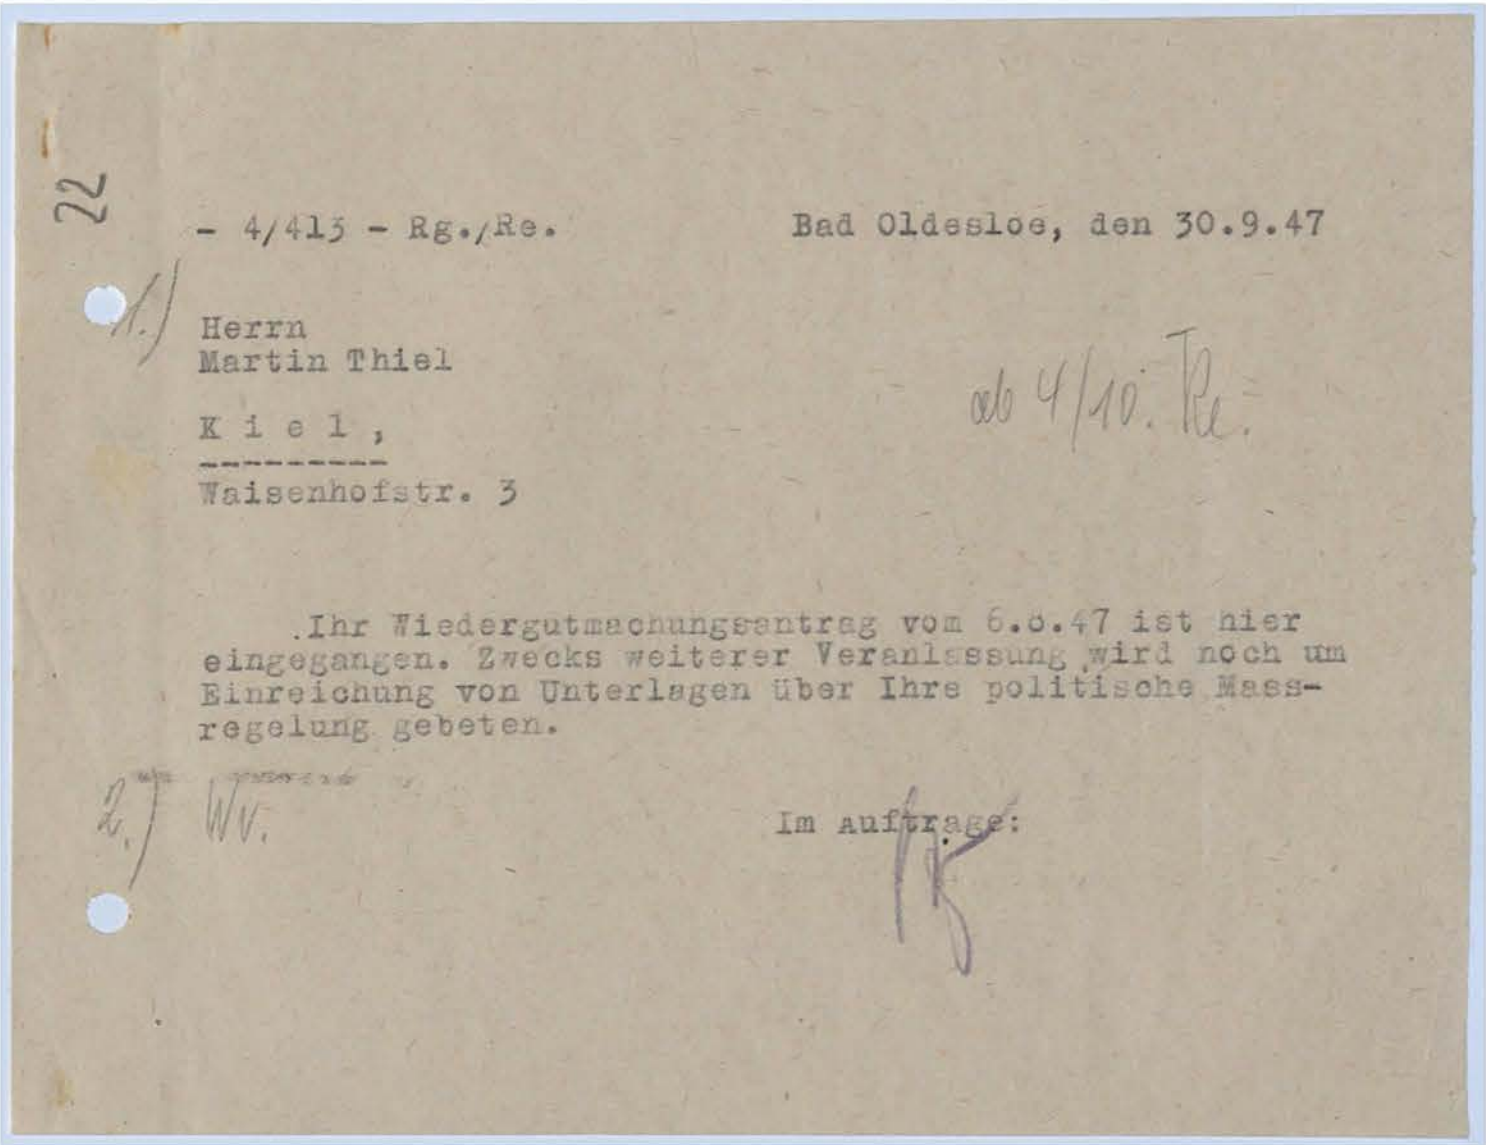 22
- 4/413 - Rg./Re. Bad Oldesloe, den 30.9.47
1.)
Herrn
Martin Thiel
ab 4/10. Re.
K i e l ,
---------
Waisenhofstr. 3
Ihr Wiedergutmachungsantrag vom 6.8.47 ist hier
eingegangen. Zwecks weiterer Veranlassung wird noch um
Einreichung von Unterlagen über Ihre politische Mass-
regelung gebeten.
2.) Wv.
Im Auftrage: